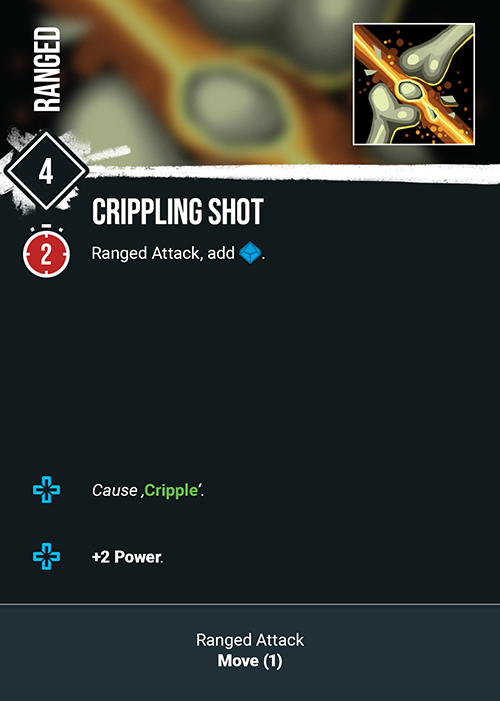 RANGED
4
CRIPPLING SHOT
2
Ranged Attack, add .
Cause ‚Cripple‘.
+2 Power.
Ranged Attack
Move (1)